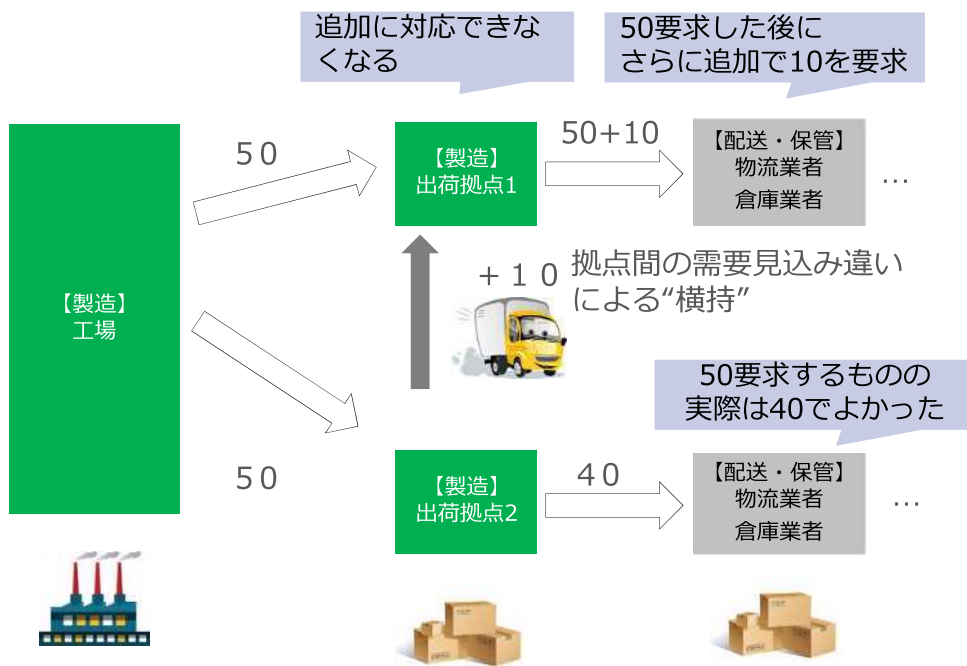 追加に対応できな
くなる
50要求した後に
さらに追加で10を要求
50
【製造】
出荷拠点1
50+10
【配送・保管】
物流業者
倉庫業者
…
【製造】
工場
+10
拠点間の需要見込み違い
による“横持”
50要求するものの
実際は40でよかった
50
【製造】
出荷拠点2
40
【配送・保管】
物流業者
倉庫業者
…